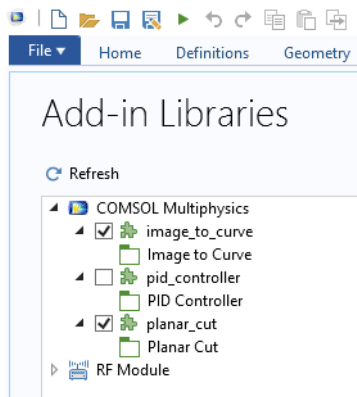 File Home Definitions Geometry
Add-in Libraries
Refresh
COMSOL Multiphysics
image_to_curve
Image to Curve
pid_controller
PID Controller
planar_cut
Planar Cut
RF Module